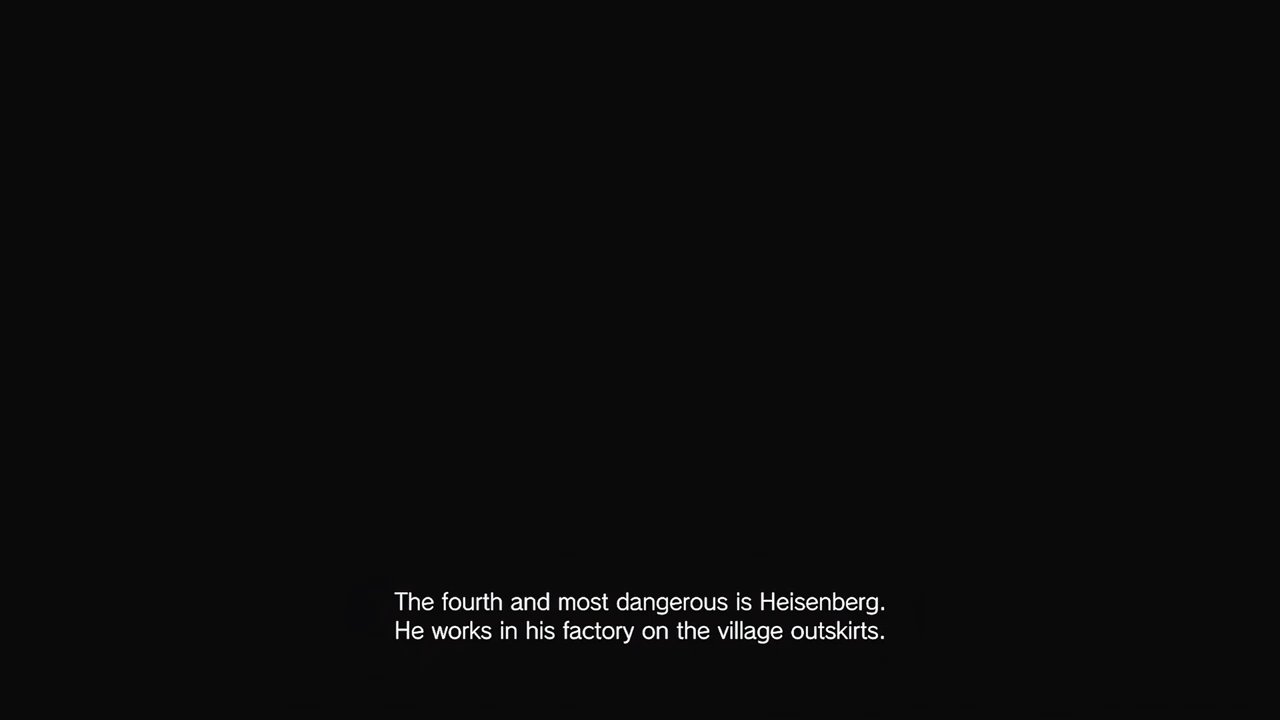 The fourth and most dangerous is Heisenberg.
He works in his factory on the village outskirts.